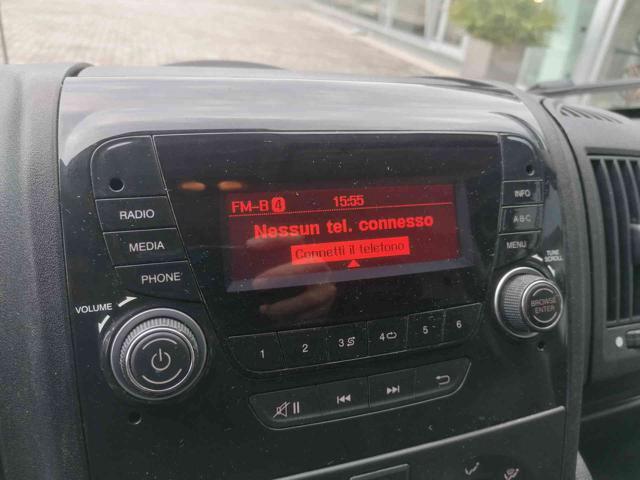 FM-B 4 15:55
Nessun tel. connesso
Connetti il telefono
RADIO
MEDIA
PHONE
VOLUME
INFO
A-B-C
MENU
TUNE
SCROLL
BROWSE
ENTER
1 2 3 4 5 6